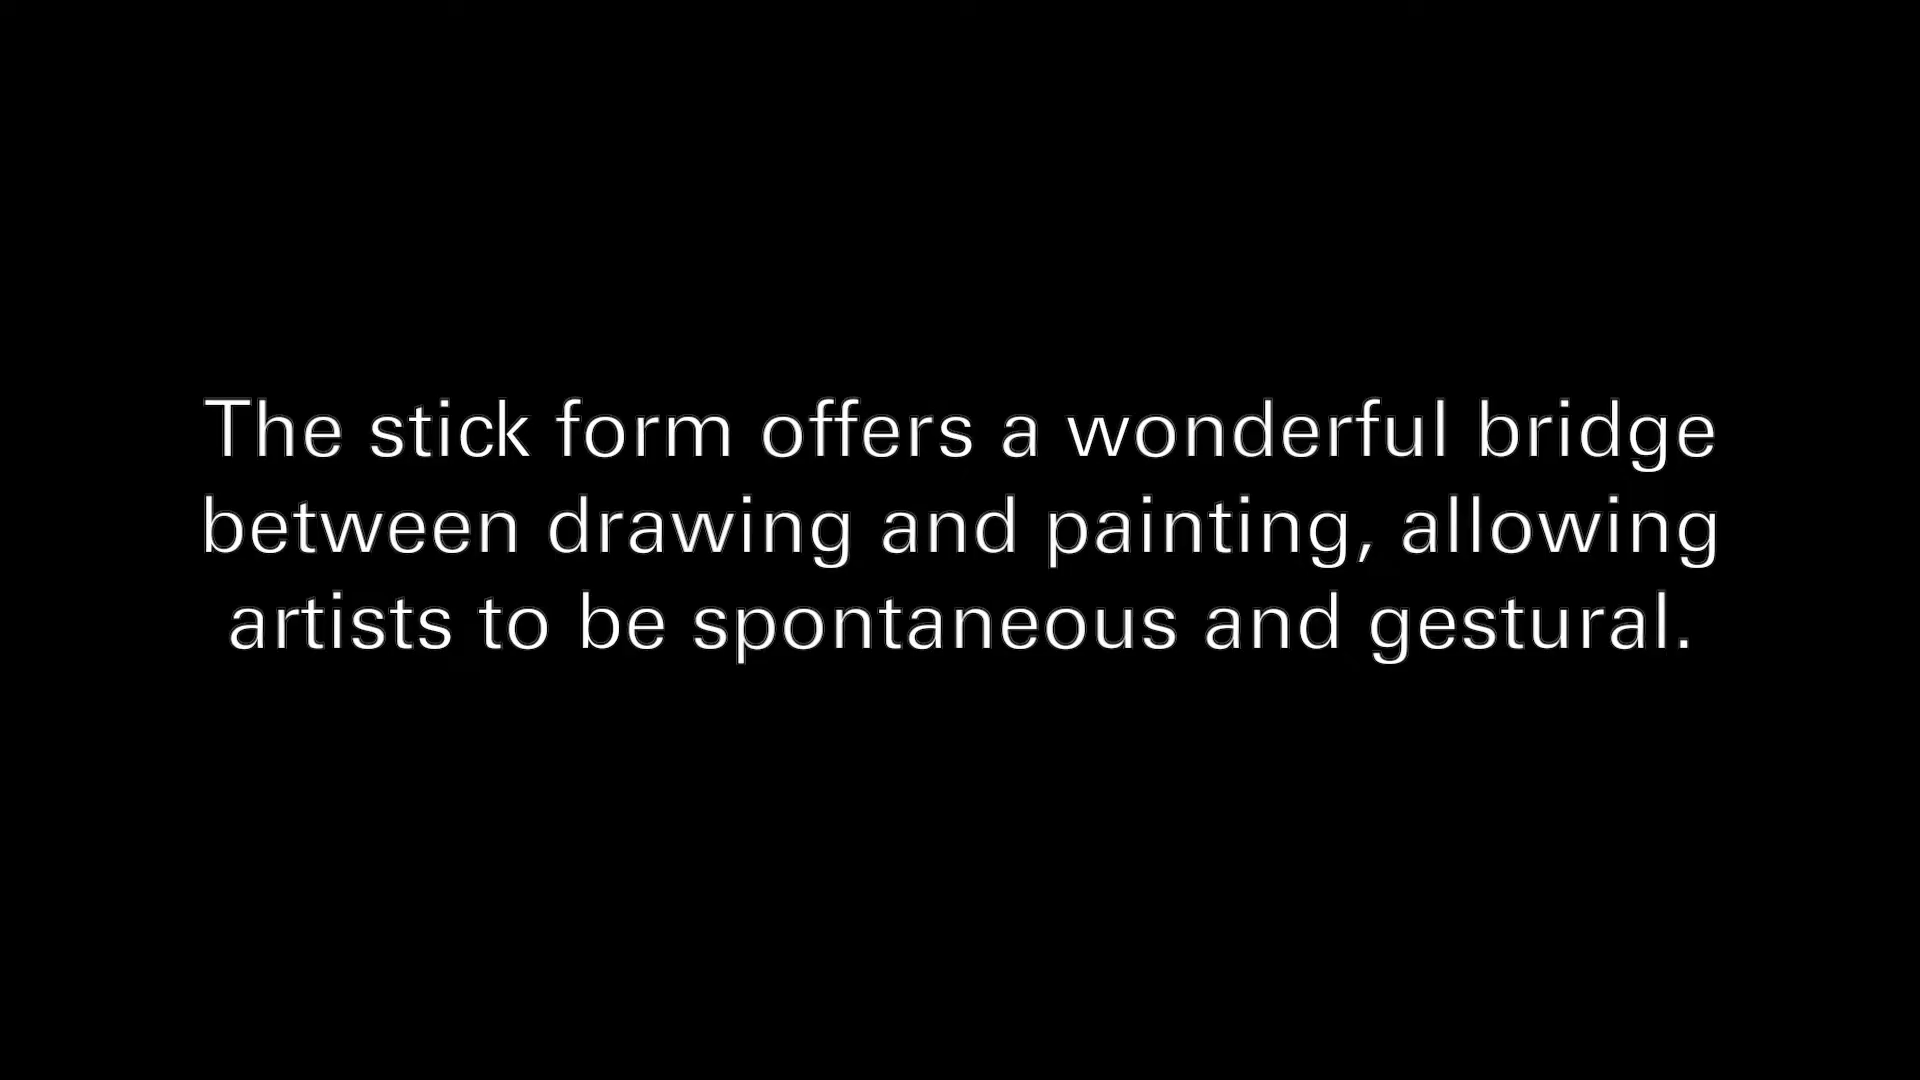 The stick form offers a wonderful bridge
between drawing and painting, allowing
artists to be spontaneous and gestural.